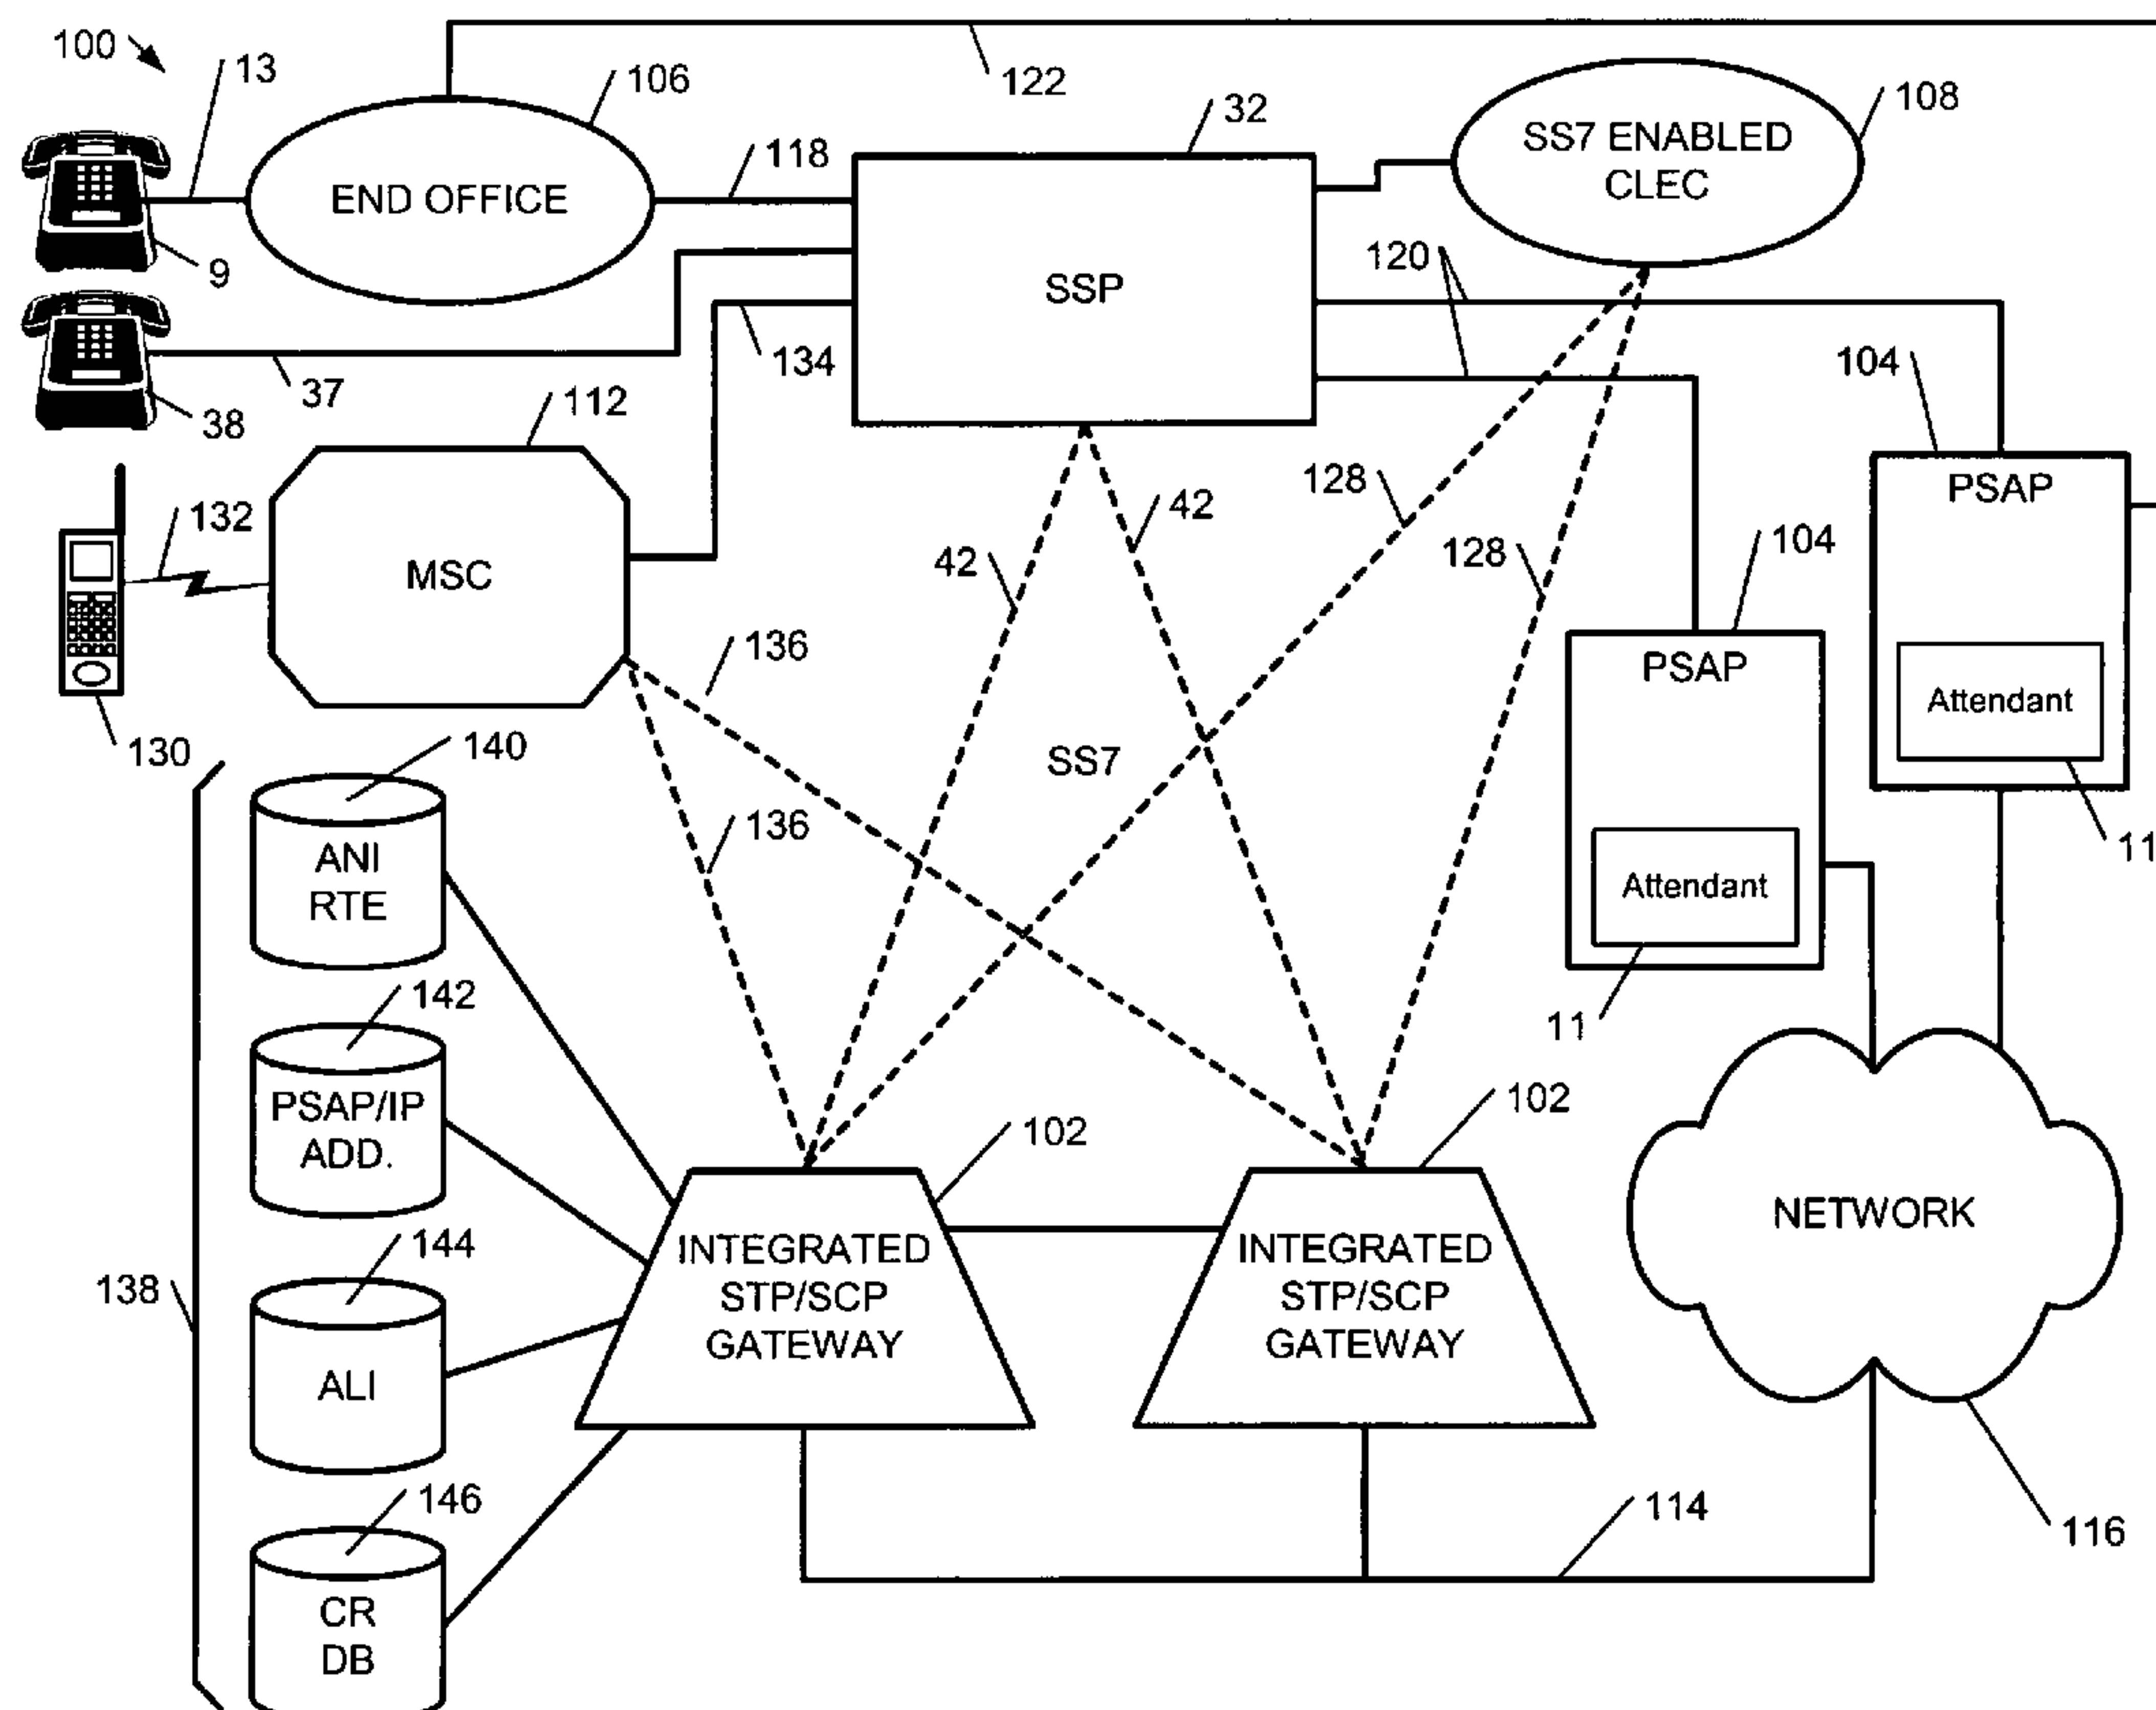 100
13
106
122
32
108
SS7 ENABLED
CLEC
118
END OFFICE
9
SSP
120
134
37
38
112
104
PSAP
132
MSC
42
42
128
128
104
PSAP
136
SS7
Attendant
11
130
140
136
ANI
RTE
Attendant
11
142
PSAP/IP
ADD.
102
102
144
138
INTEGRATED
STP/SCP
GATEWAY
INTEGRATED
STP/SCP
GATEWAY
NETWORK
ALI
146
114
116
CR
DB